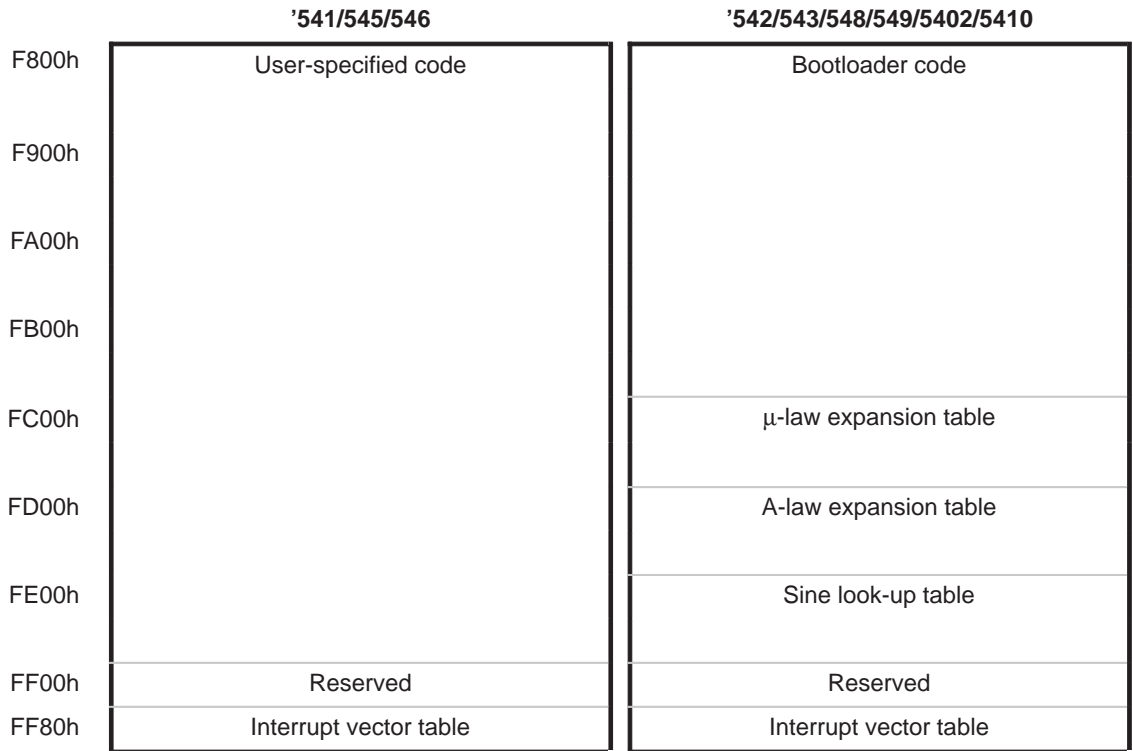 ’541/545/546 ’542/543/548/549/5402/5410
F800h User-specified code Bootloader code
F900h
FA00h
FB00h
FC00h μ-law expansion table
FD00h A-law expansion table
FE00h Sine look-up table
FF00h Reserved Reserved
FF80h Interrupt vector table Interrupt vector table